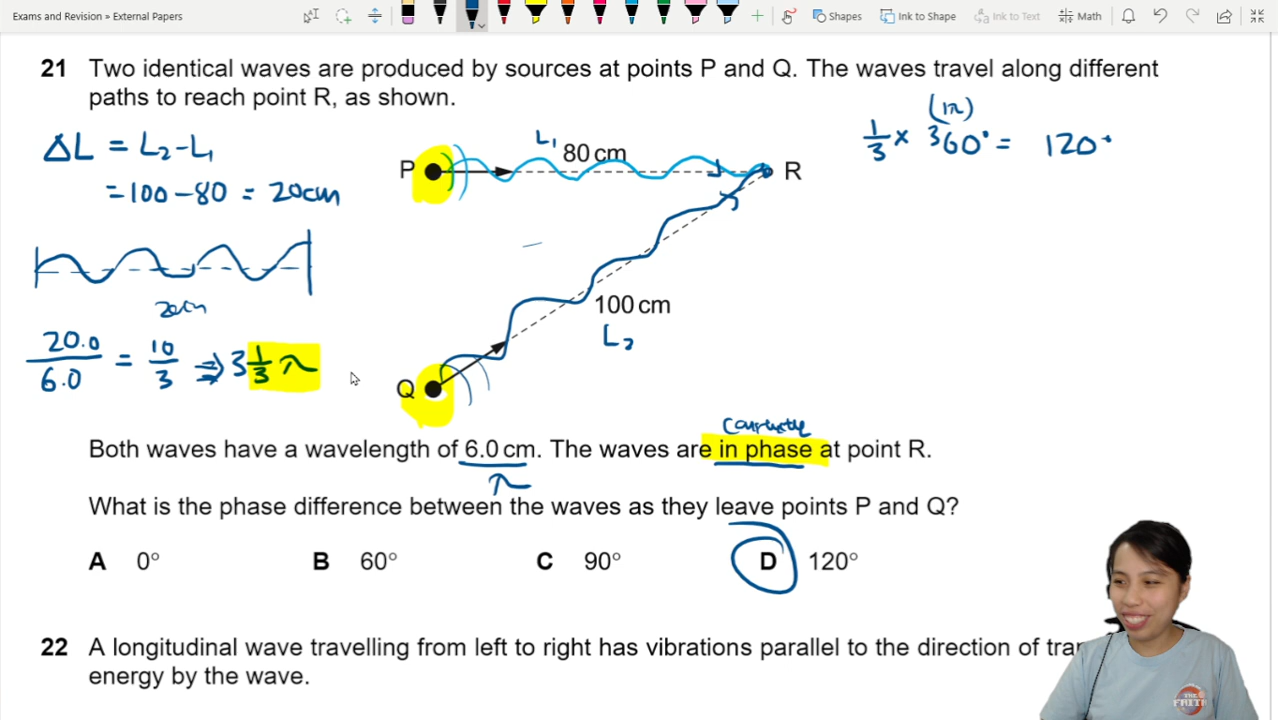 Exams and Revision » External Papers
Shapes
Ink to Shape
Ink to Text
Math
21 Two identical waves are produced by sources at points P and Q. The waves travel along different
paths to reach point R, as shown.
ΔL = L₂-L₁
=100-80 = 20cm
20cm
20.0
6.0
= 10
3
⇒ 3 1/3 λ
L₁
80 cm
P
R
100 cm
L₂
Q
(1λ)
1/3 × 360° = 120°
Both waves have a wavelength of 6.0 cm. The waves are in phase at point R.
λ
What is the phase difference between the waves as they leave points P and Q?
A 0° B 60° C 90° D 120°
22 A longitudinal wave travelling from left to right has vibrations parallel to the direction of
energy by the wave.
THE